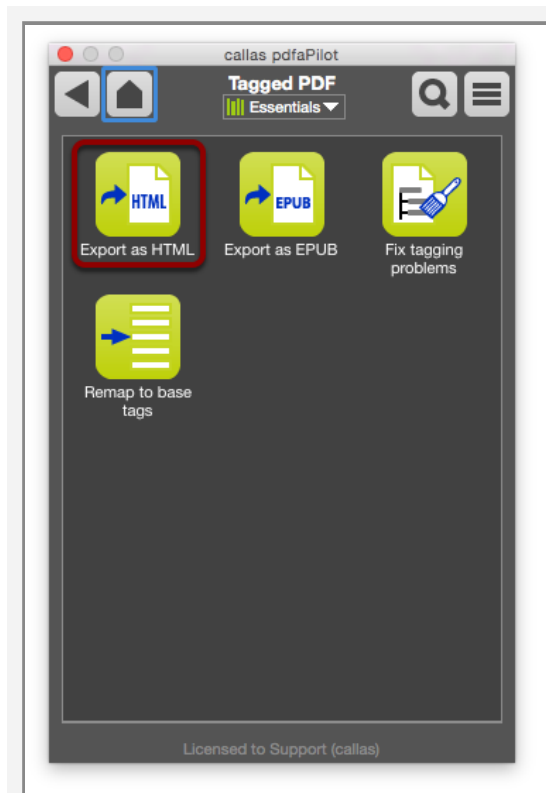 callas pdfaPilot
Tagged PDF
Essentials
HTML
EPUB
Export as HTML
Export as EPUB
Fix tagging
problems
Remap to base
tags
Licensed to Support (callas)